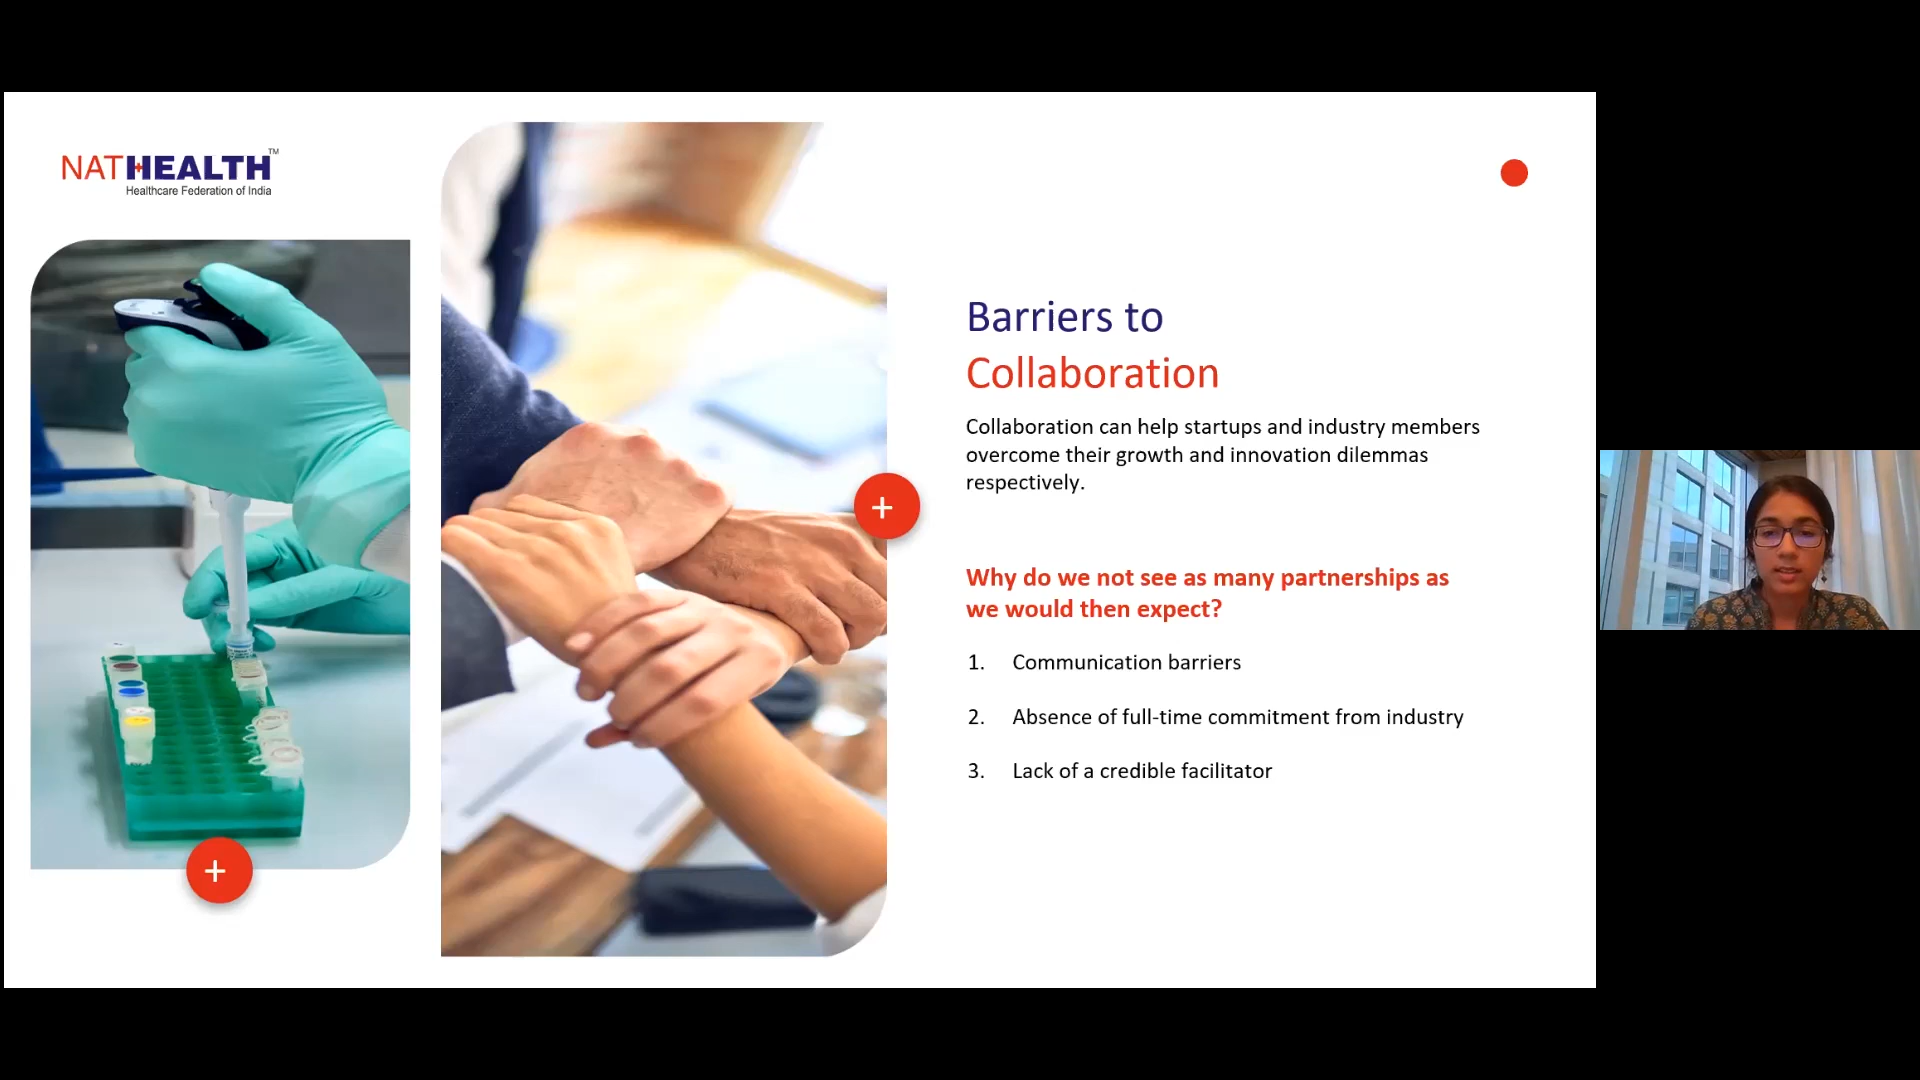 NATHEALTH™
Healthcare Federation of India
Barriers to
Collaboration
Collaboration can help startups and industry members
overcome their growth and innovation dilemmas
respectively.
Why do we not see as many partnerships as
we would then expect?
1. Communication barriers
2. Absence of full-time commitment from industry
3. Lack of a credible facilitator